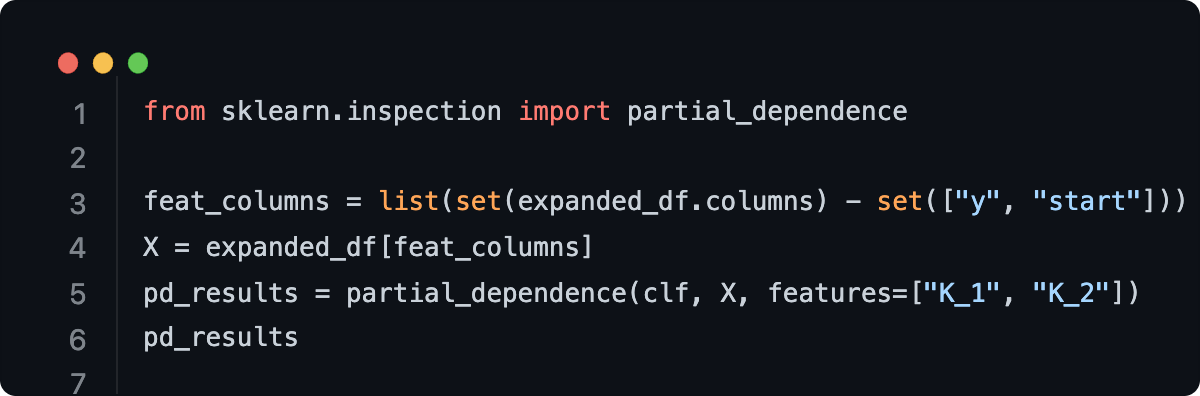 1 from sklearn.inspection import partial_dependence
2
3 feat_columns = list(set(expanded_df.columns) - set(["y", "start"]))
4 X = expanded_df[feat_columns]
5 pd_results = partial_dependence(clf, X, features=["K_1", "K_2"])
6 pd_results
7